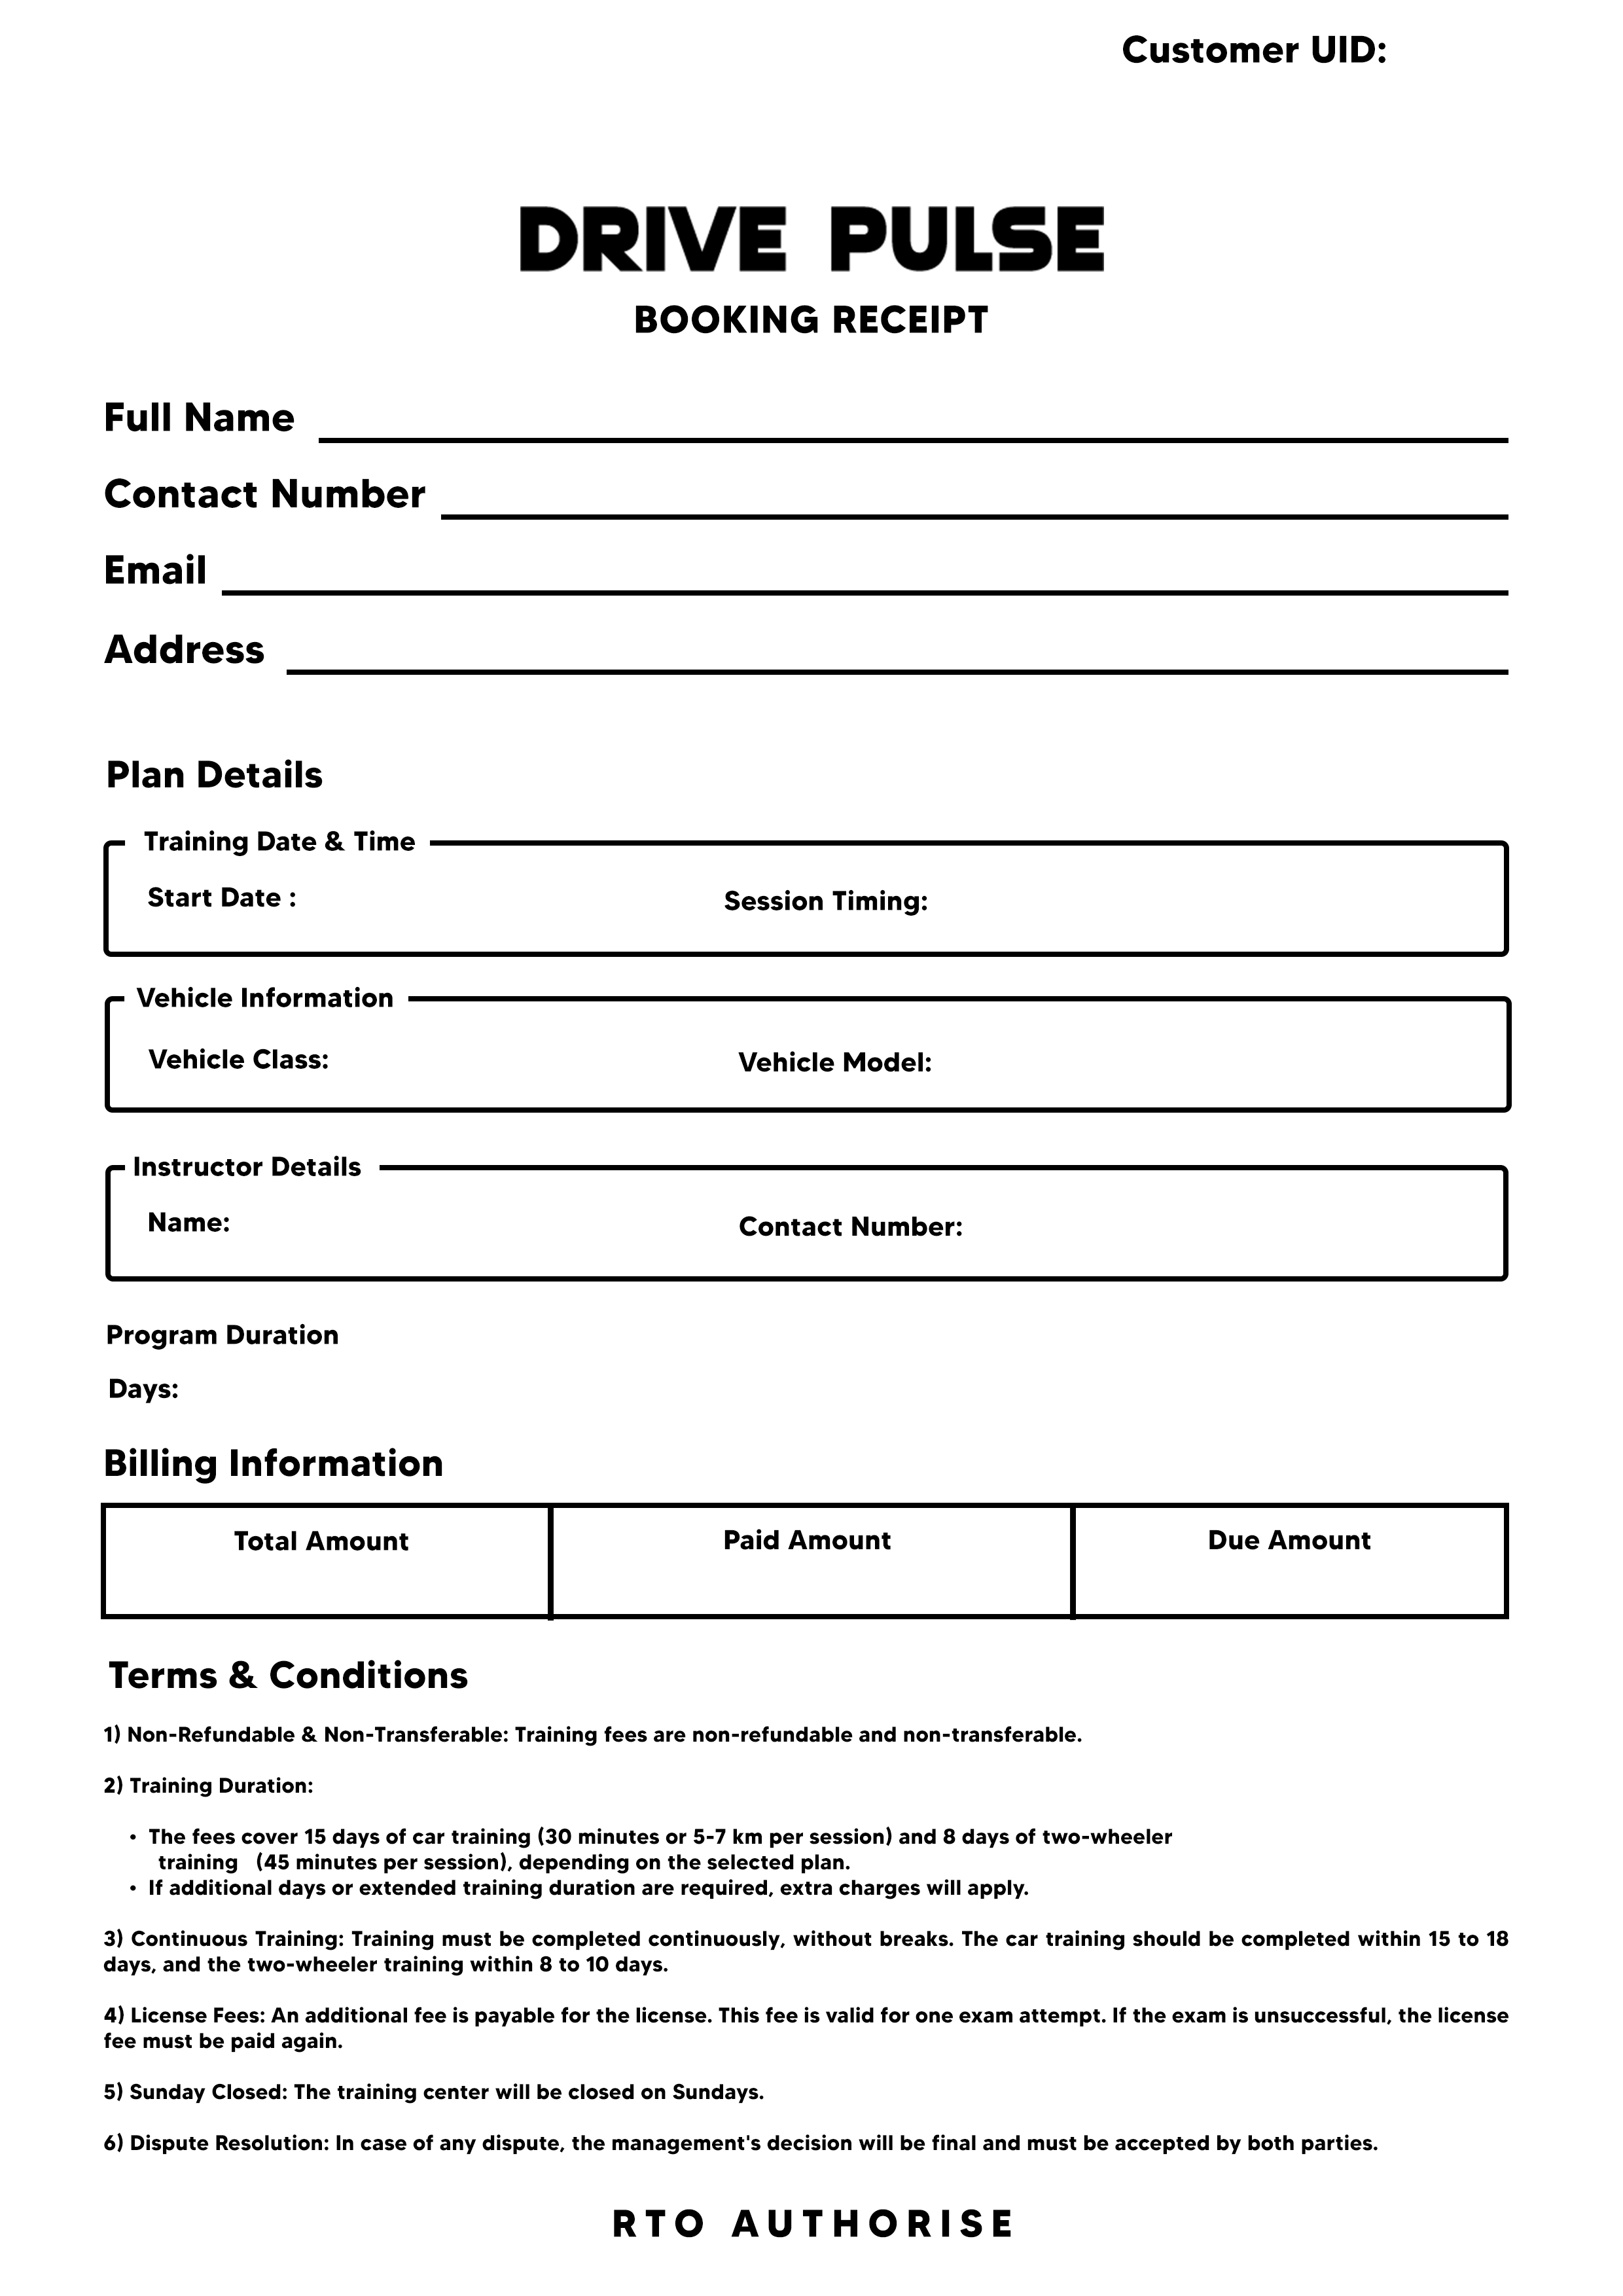 Customer UID:
DRIVE PULSE
BOOKING RECEIPT
Full Name
Contact Number
Email
Address
Plan Details
Training Date & Time
Start Date :
Session Timing:
Vehicle Information
Vehicle Class:
Vehicle Model:
Instructor Details
Name:
Contact Number:
Program Duration
Days:
Billing Information
Total Amount
Paid Amount
Due Amount
Terms & Conditions
1) Non-Refundable & Non-Transferable: Training fees are non-refundable and non-transferable.
2) Training Duration:
• The fees cover 15 days of car training (30 minutes or 5-7 km per session) and 8 days of two-wheeler
training (45 minutes per session), depending on the selected plan.
• If additional days or extended training duration are required, extra charges will apply.
3) Continuous Training: Training must be completed continuously, without breaks. The car training should be completed within 15 to 18
days, and the two-wheeler training within 8 to 10 days.
4) License Fees: An additional fee is payable for the license. This fee is valid for one exam attempt. If the exam is unsuccessful, the license
fee must be paid again.
5) Sunday Closed: The training center will be closed on Sundays.
6) Dispute Resolution: In case of any dispute, the management's decision will be final and must be accepted by both parties.
RTO AUTHORISE